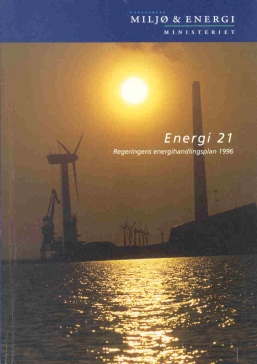 MILJØ & ENERGI
MINISTERIET
Energi 21
Regeringens energihandlingsplan 1996